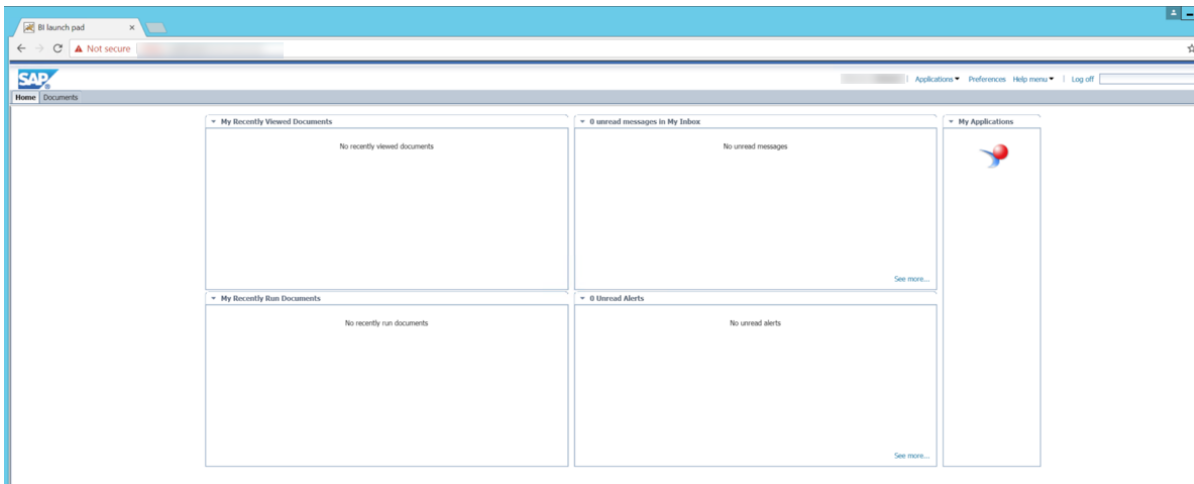 BI launch pad
Not secure
SAP
Applications Preferences Help menu | Log off
Home Documents
My Recently Viewed Documents
No recently viewed documents
0 unread messages in My Inbox
No unread messages
See more...
My Applications
My Recently Run Documents
No recently run documents
0 Unread Alerts
No unread alerts
See more...